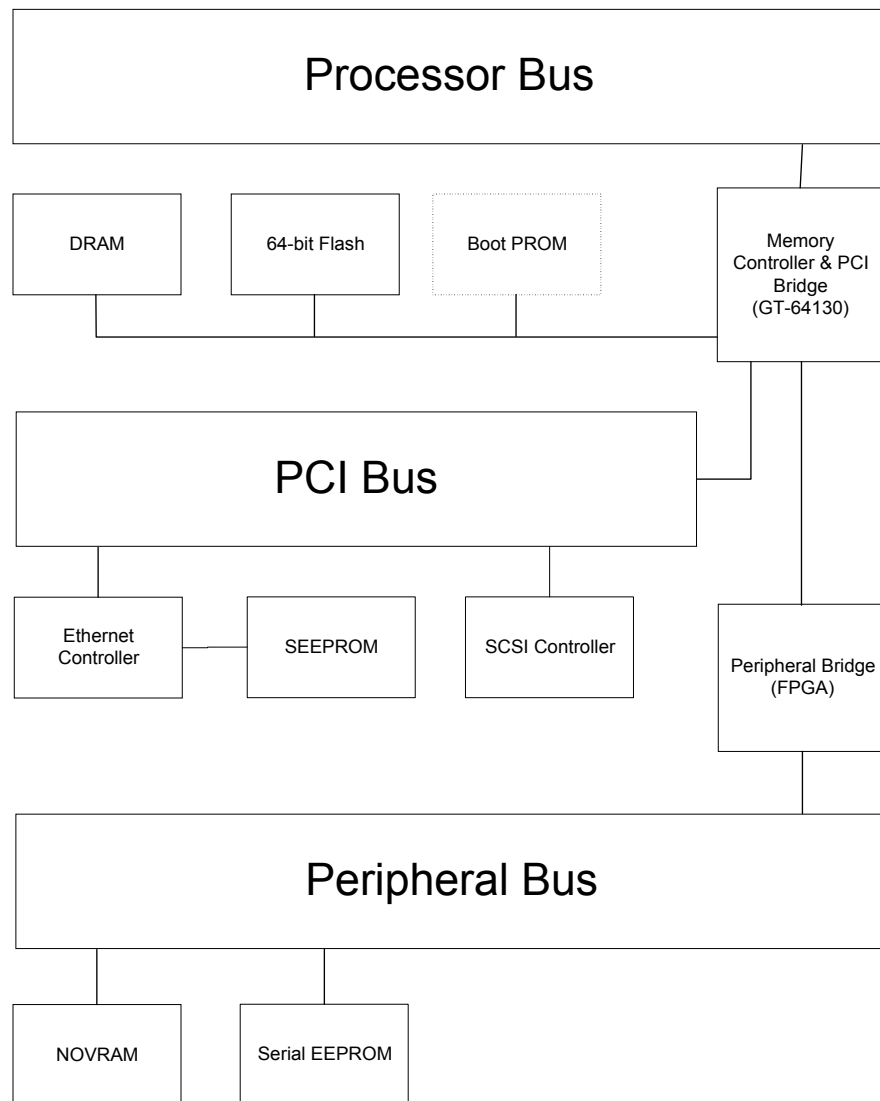 Processor Bus
DRAM
64-bit Flash
Boot PROM
Memory
Controller & PCI
Bridge
(GT-64130)
PCI Bus
Ethernet
Controller
SEEPROM
SCSI Controller
Peripheral Bridge
(FPGA)
Peripheral Bus
NOVRAM
Serial EEPROM